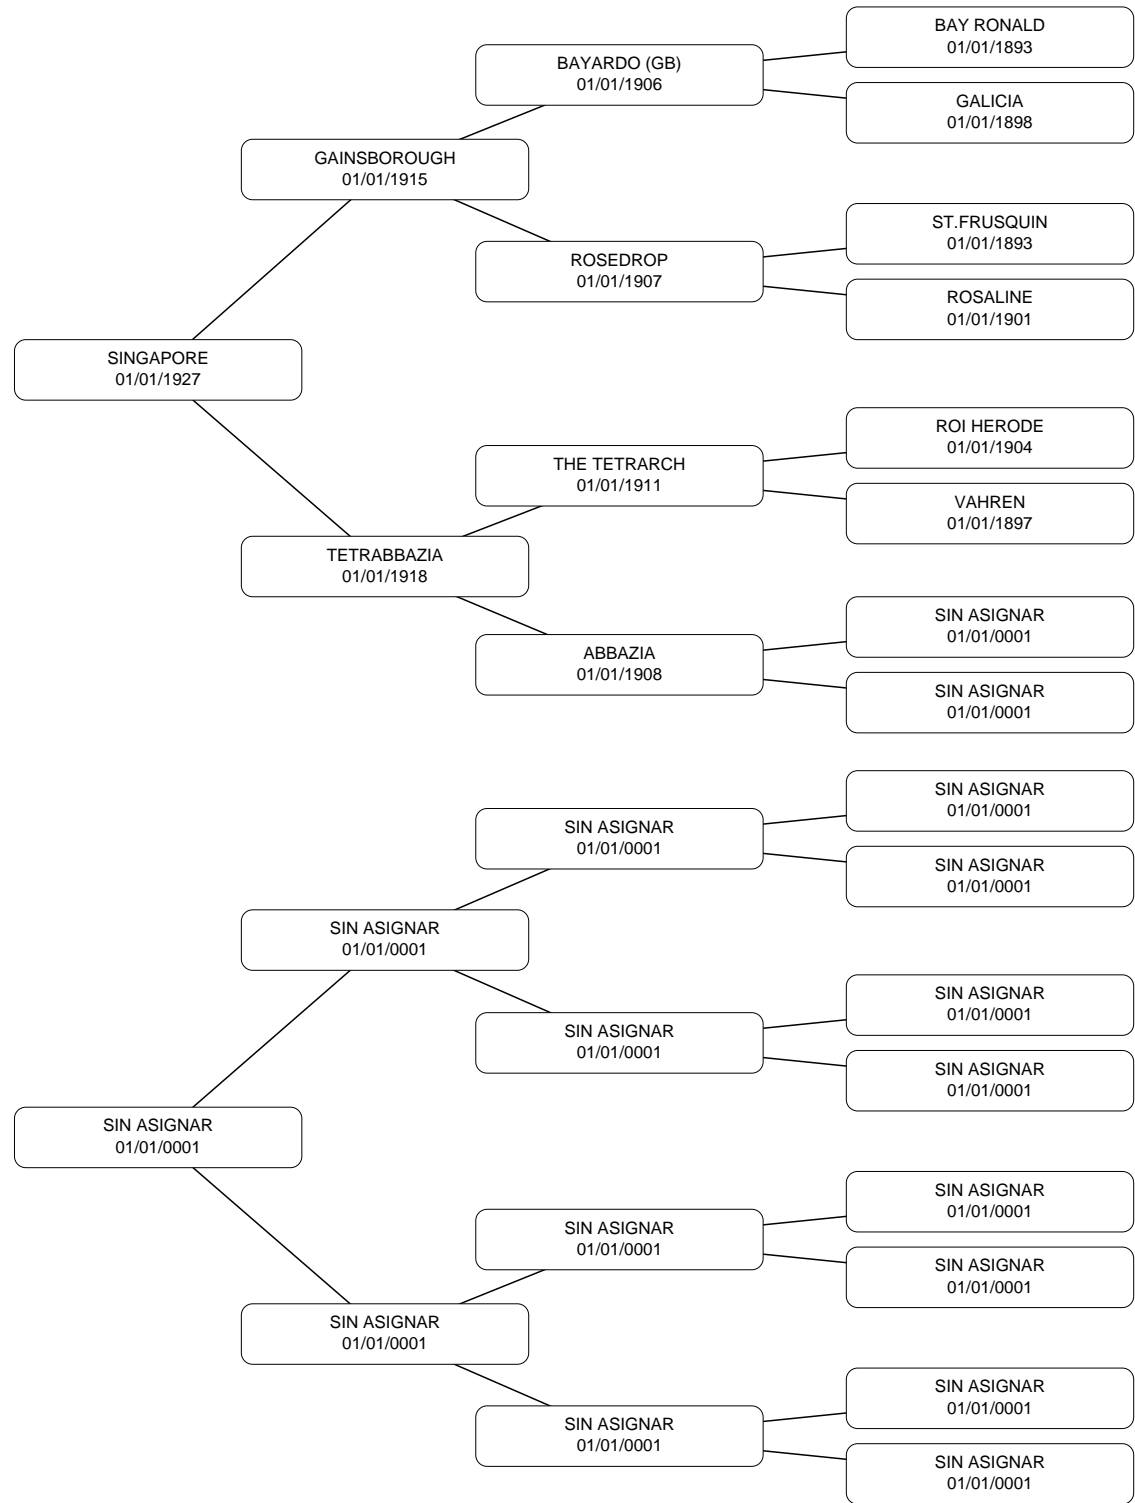 BAY RONALD
01/01/1893
BAYARDO (GB)
01/01/1906
GALICIA
01/01/1898
GAINSBOROUGH
01/01/1915
ST.FRUSQUIN
01/01/1893
ROSEDROP
01/01/1907
ROSALINE
01/01/1901
SINGAPORE
01/01/1927
ROI HERODE
01/01/1904
THE TETRARCH
01/01/1911
VAHREN
01/01/1897
TETRABBAZIA
01/01/1918
SIN ASIGNAR
01/01/0001
ABBAZIA
01/01/1908
SIN ASIGNAR
01/01/0001
SIN ASIGNAR
01/01/0001
SIN ASIGNAR
01/01/0001
SIN ASIGNAR
01/01/0001
SIN ASIGNAR
01/01/0001
SIN ASIGNAR
01/01/0001
SIN ASIGNAR
01/01/0001
SIN ASIGNAR
01/01/0001
SIN ASIGNAR
01/01/0001
SIN ASIGNAR
01/01/0001
SIN ASIGNAR
01/01/0001
SIN ASIGNAR
01/01/0001
SIN ASIGNAR
01/01/0001
SIN ASIGNAR
01/01/0001
SIN ASIGNAR
01/01/0001
SIN ASIGNAR
01/01/0001